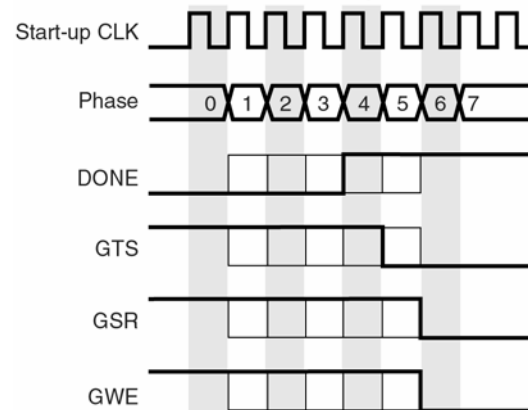 Start-up CLK
Phase 0 1 2 3 4 5 6 7
DONE
GTS
GSR
GWE